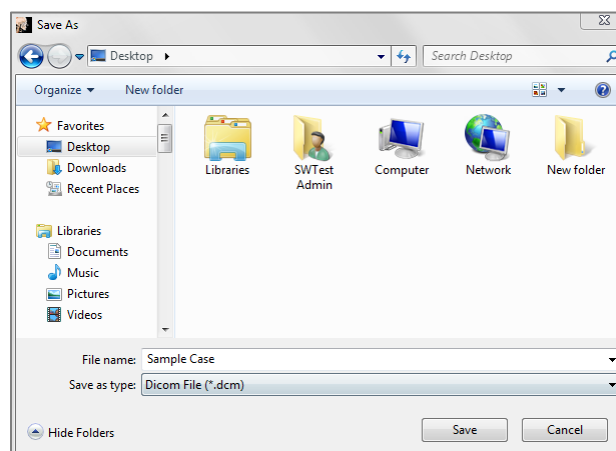 Save As
Desktop
Search Desktop
Organize
New folder
Favorites
Desktop
Downloads
Recent Places
Libraries
Documents
Music
Pictures
Videos
Libraries
SWTest
Admin
Computer
Network
New folder
File name: Sample Case
Save as type: Dicom File (*.dcm)
Hide Folders
Save
Cancel